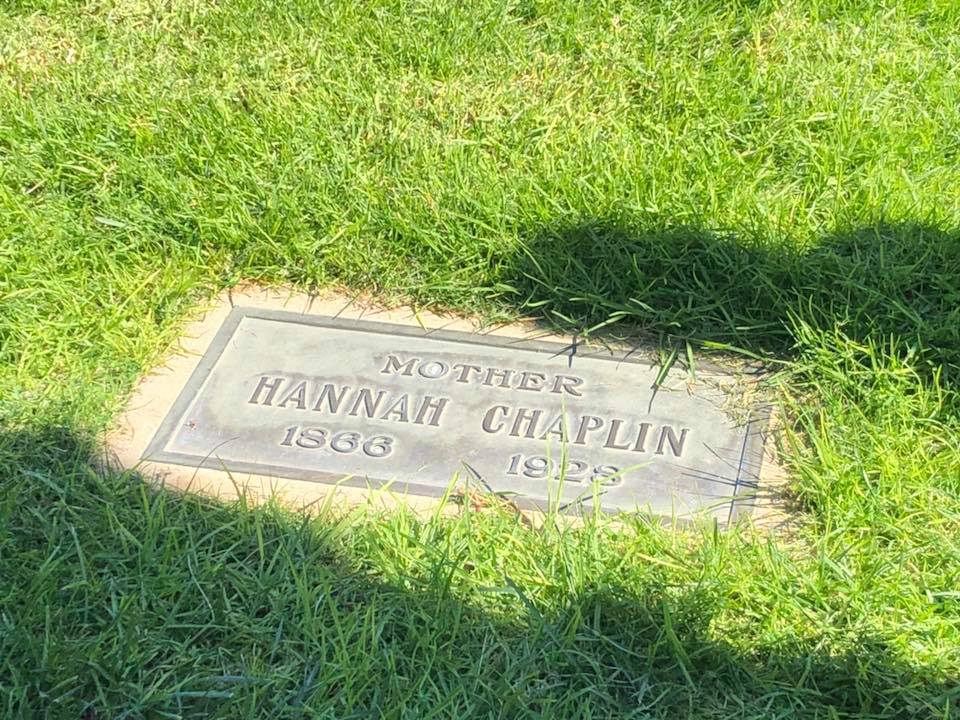 MOTHER
HANNAH CHAPLIN
1866 1928